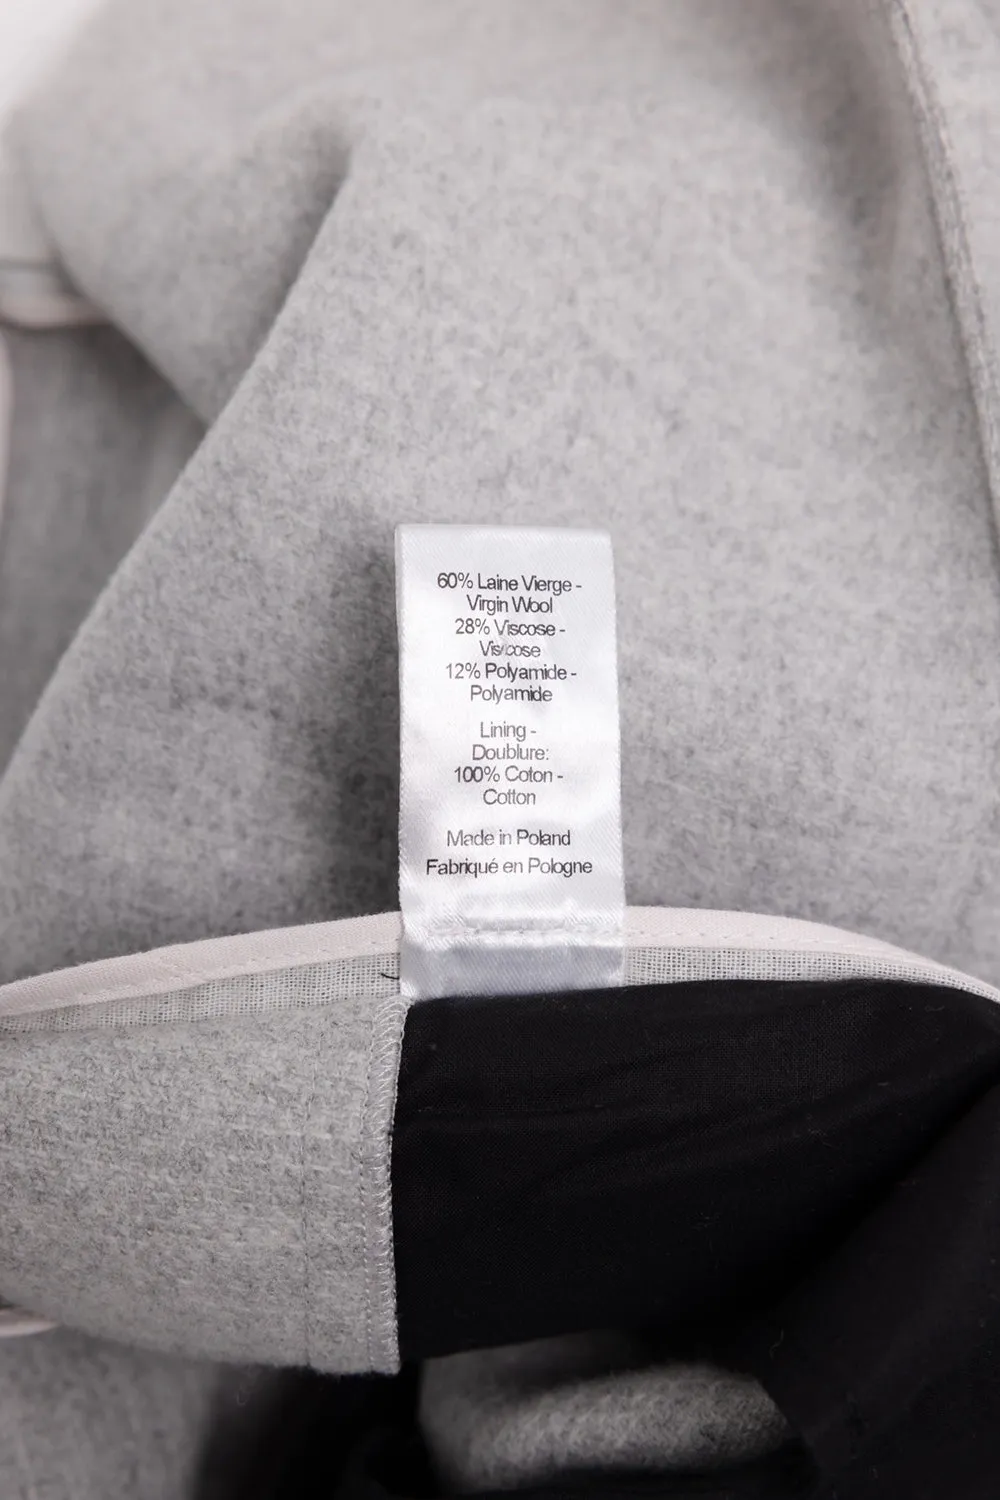 60% Laine Vierge -
Virgin Wool
28% Viscose -
Viscose
12% Polyamide -
Polyamide
Lining -
Doublure:
100% Coton -
Cotton
Made in Poland
Fabriqué en Pologne